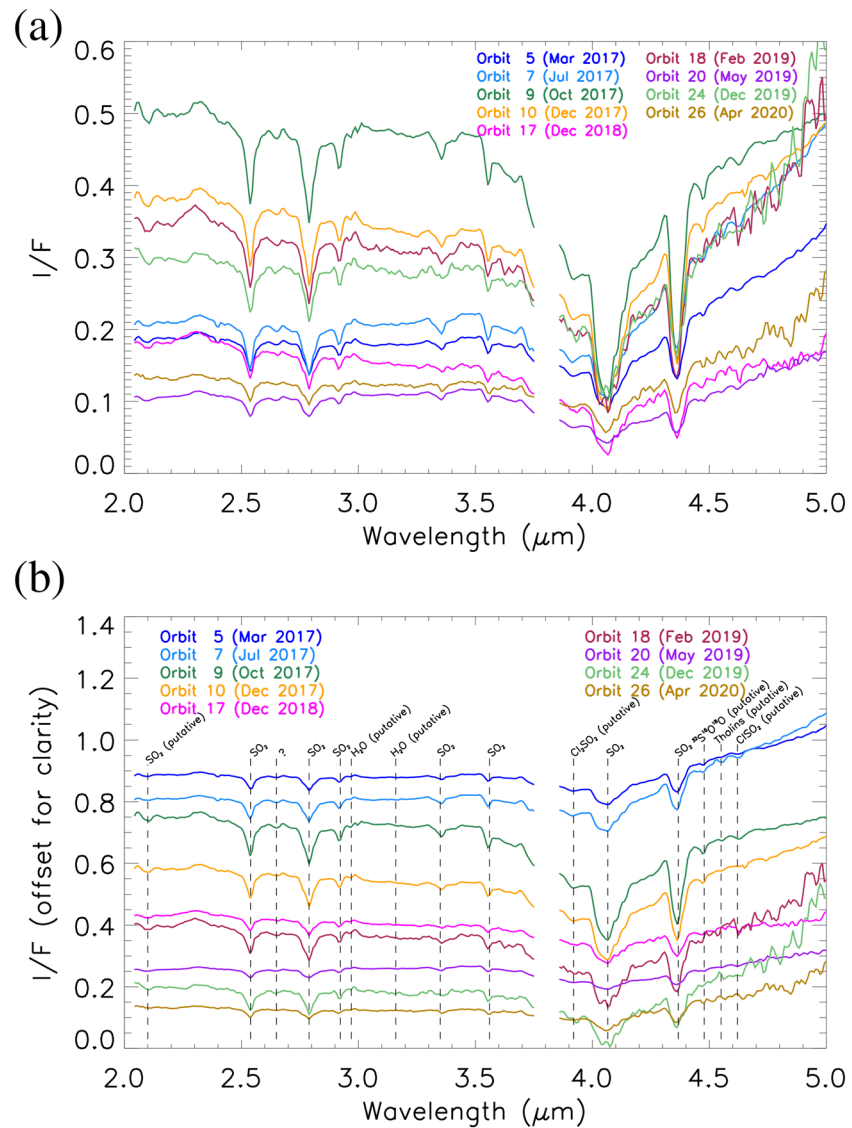 (a)
0.6
0.5
0.4
0.3
0.2
0.1
0.0
I/F
Orbit 5 (Mar 2017)
Orbit 7 (Jul 2017)
Orbit 9 (Oct 2017)
Orbit 10 (Dec 2017)
Orbit 17 (Dec 2018)
Orbit 18 (Feb 2019)
Orbit 20 (May 2019)
Orbit 24 (Dec 2019)
Orbit 26 (Apr 2020)
2.0 2.5 3.0 3.5 4.0 4.5 5.0
Wavelength (μm)
(b)
1.4
1.2
1.0
0.8
0.6
0.4
0.2
0.0
I/F (offset for clarity)
Orbit 5 (Mar 2017)
Orbit 7 (Jul 2017)
Orbit 9 (Oct 2017)
Orbit 10 (Dec 2017)
Orbit 17 (Dec 2018)
Orbit 18 (Feb 2019)
Orbit 20 (May 2019)
Orbit 24 (Dec 2019)
Orbit 26 (Apr 2020)
SO₂ (putative)
SO₂
?
SO₂
SO₂
H₂O (putative)
H₂O (putative)
SO₂
SO₂
Cl₂SO₂ (putative)
SO₂
SO₂
³²S¹⁶O¹⁸O (putative)
Tholins (putative)
ClSO₂ (putative)
2.0 2.5 3.0 3.5 4.0 4.5 5.0
Wavelength (μm)